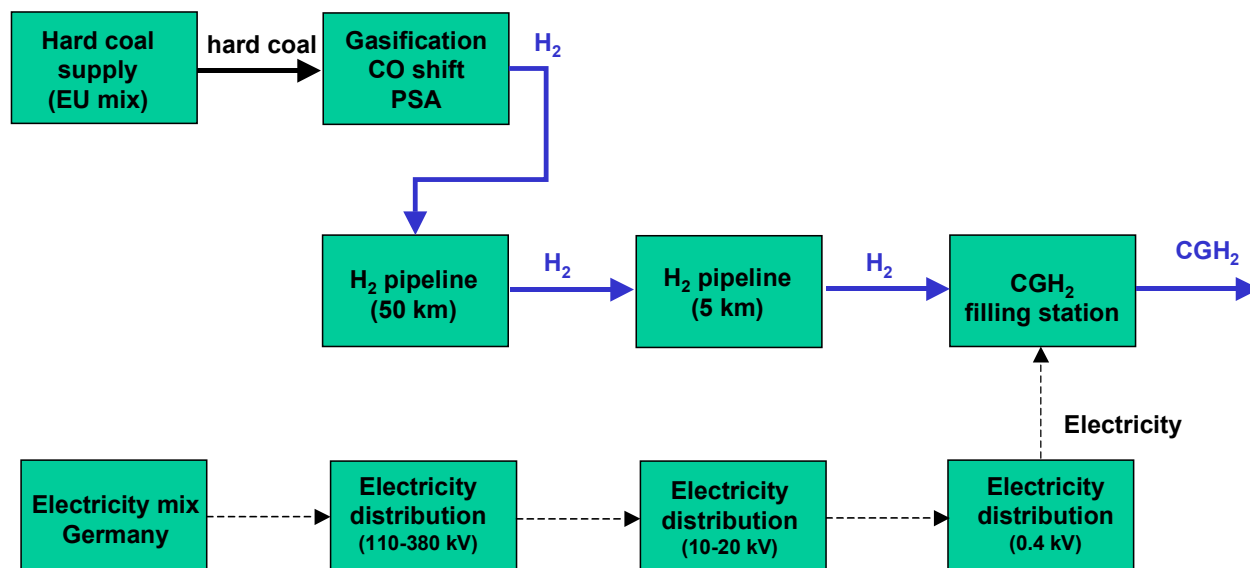 Hard coal
supply
(EU mix)
hard coal
Gasification
CO shift
PSA
H₂
H₂ pipeline
(50 km)
H₂
H₂ pipeline
(5 km)
H₂
CGH₂
filling station
CGH₂
Electricity
Electricity mix
Germany
Electricity
distribution
(110-380 kV)
Electricity
distribution
(10-20 kV)
Electricity
distribution
(0.4 kV)